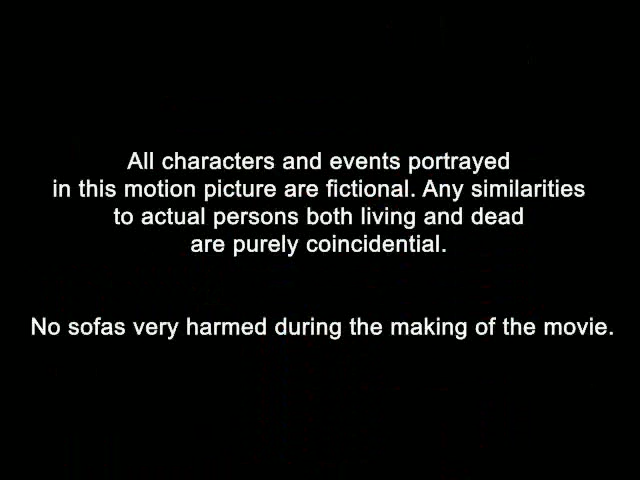 All characters and events portrayed
in this motion picture are fictional. Any similarities
to actual persons both living and dead
are purely coincidential.
No sofas very harmed during the making of the movie.